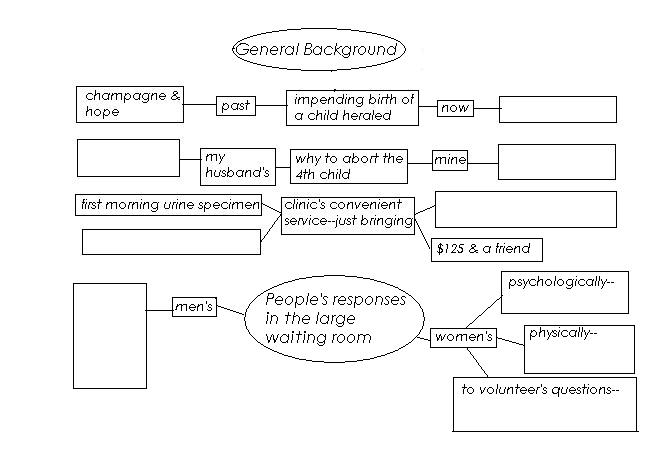 General Background
champagne &
hope
past
impending birth of
a child heraled
now
my
husband's
why to abort the
4th child
mine
first morning urine specimen
clinic's convenient
service--just bringing
$125 & a friend
men's
People's responses
in the large
waiting room
women's
psychologically--
physically--
to volunteer's questions--